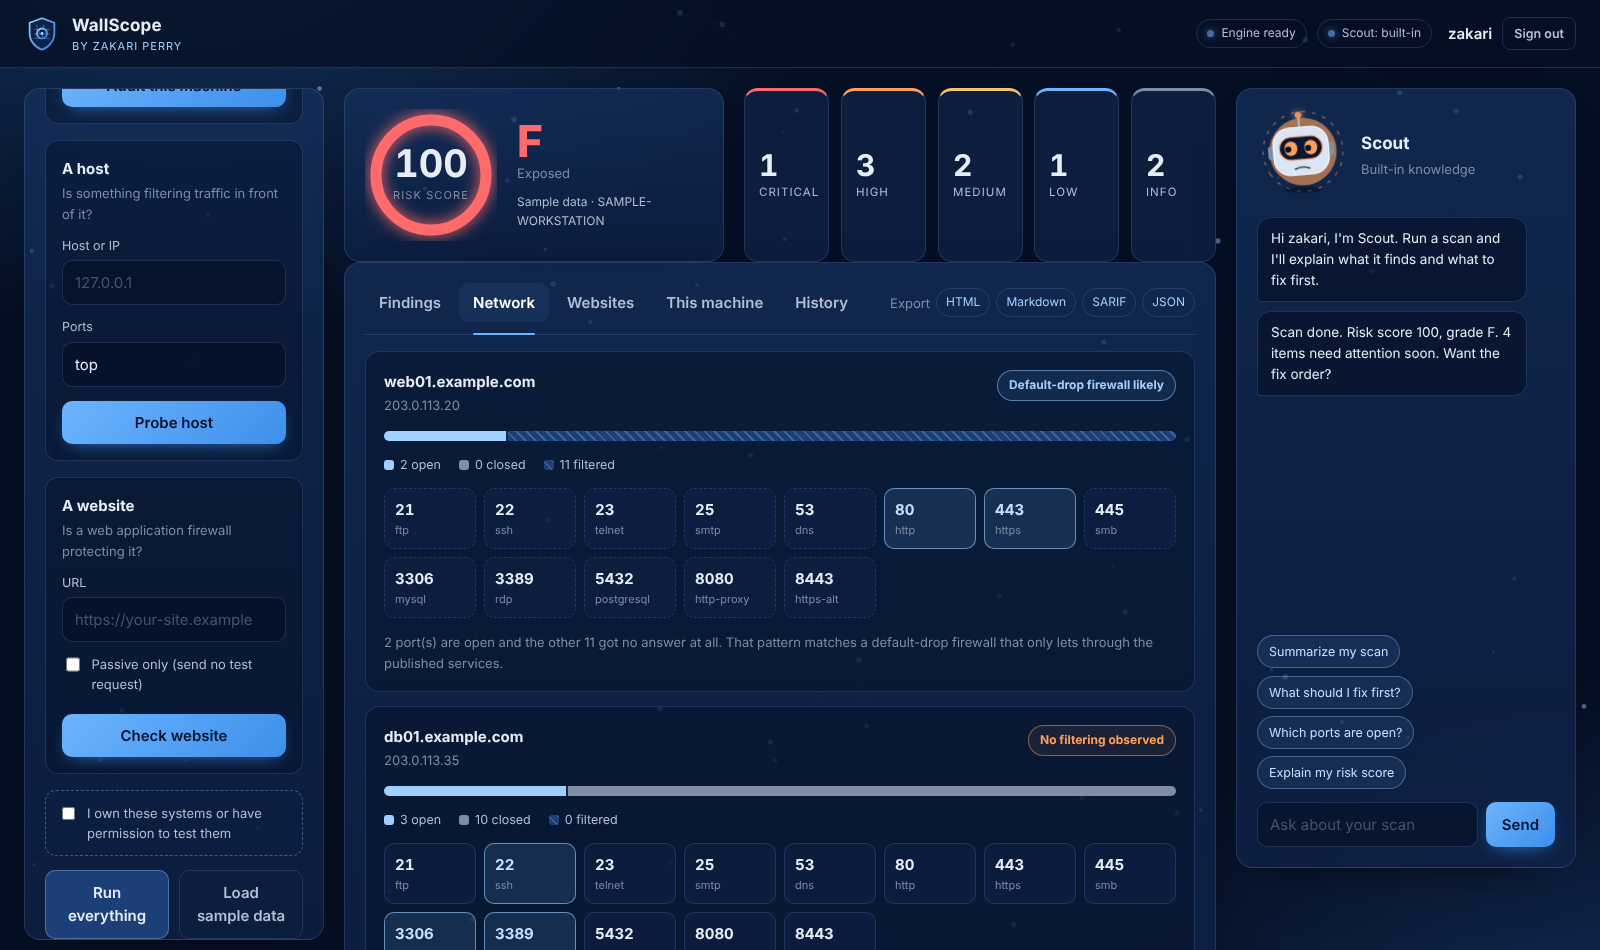 WallScope
BY ZAKARI PERRY
Engine ready
Scout: built-in
zakari
Sign out
Audit this machine
A host
Is something filtering traffic in front
of it?
Host or IP
127.0.0.1
Ports
top
Probe host
A website
Is a web application firewall
protecting it?
URL
https://your-site.example
Passive only (send no test
request)
Check website
I own these systems or have
permission to test them
Run
everything
Load
sample data
100
RISK SCORE
F
Exposed
Sample data · SAMPLE-
WORKSTATION
1
CRITICAL
3
HIGH
2
MEDIUM
1
LOW
2
INFO
Findings
Network
Websites
This machine
History
Export
HTML
Markdown
SARIF
JSON
web01.example.com
203.0.113.20
Default-drop firewall likely
2 open
0 closed
11 filtered
21
ftp
22
ssh
23
telnet
25
smtp
53
dns
80
http
443
https
445
smb
3306
mysql
3389
rdp
5432
postgresql
8080
http-proxy
8443
https-alt
2 port(s) are open and the other 11 got no answer at all. That pattern matches a default-drop firewall that only lets through the
published services.
db01.example.com
203.0.113.35
No filtering observed
3 open
10 closed
0 filtered
21
ftp
22
ssh
23
telnet
25
smtp
53
dns
80
http
443
https
445
smb
3306
3389
5432
8080
8443
Scout
Built-in knowledge
Hi zakari, I'm Scout. Run a scan and
I'll explain what it finds and what to
fix first.
Scan done. Risk score 100, grade F. 4
items need attention soon. Want the
fix order?
Summarize my scan
What should I fix first?
Which ports are open?
Explain my risk score
Ask about your scan
Send